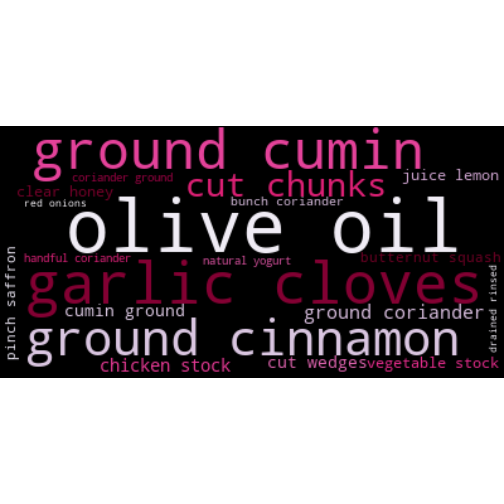 ground cumin
coriander ground
juice lemon
clear honey
cut chunks
red onions
bunch coriander
olive oil
handful coriander
natural yogurt
butternut squash
garlic cloves
pinch saffron
drained rinsed
cumin ground
ground coriander
ground cinnamon
chicken stock
cut wedges
vegetable stock